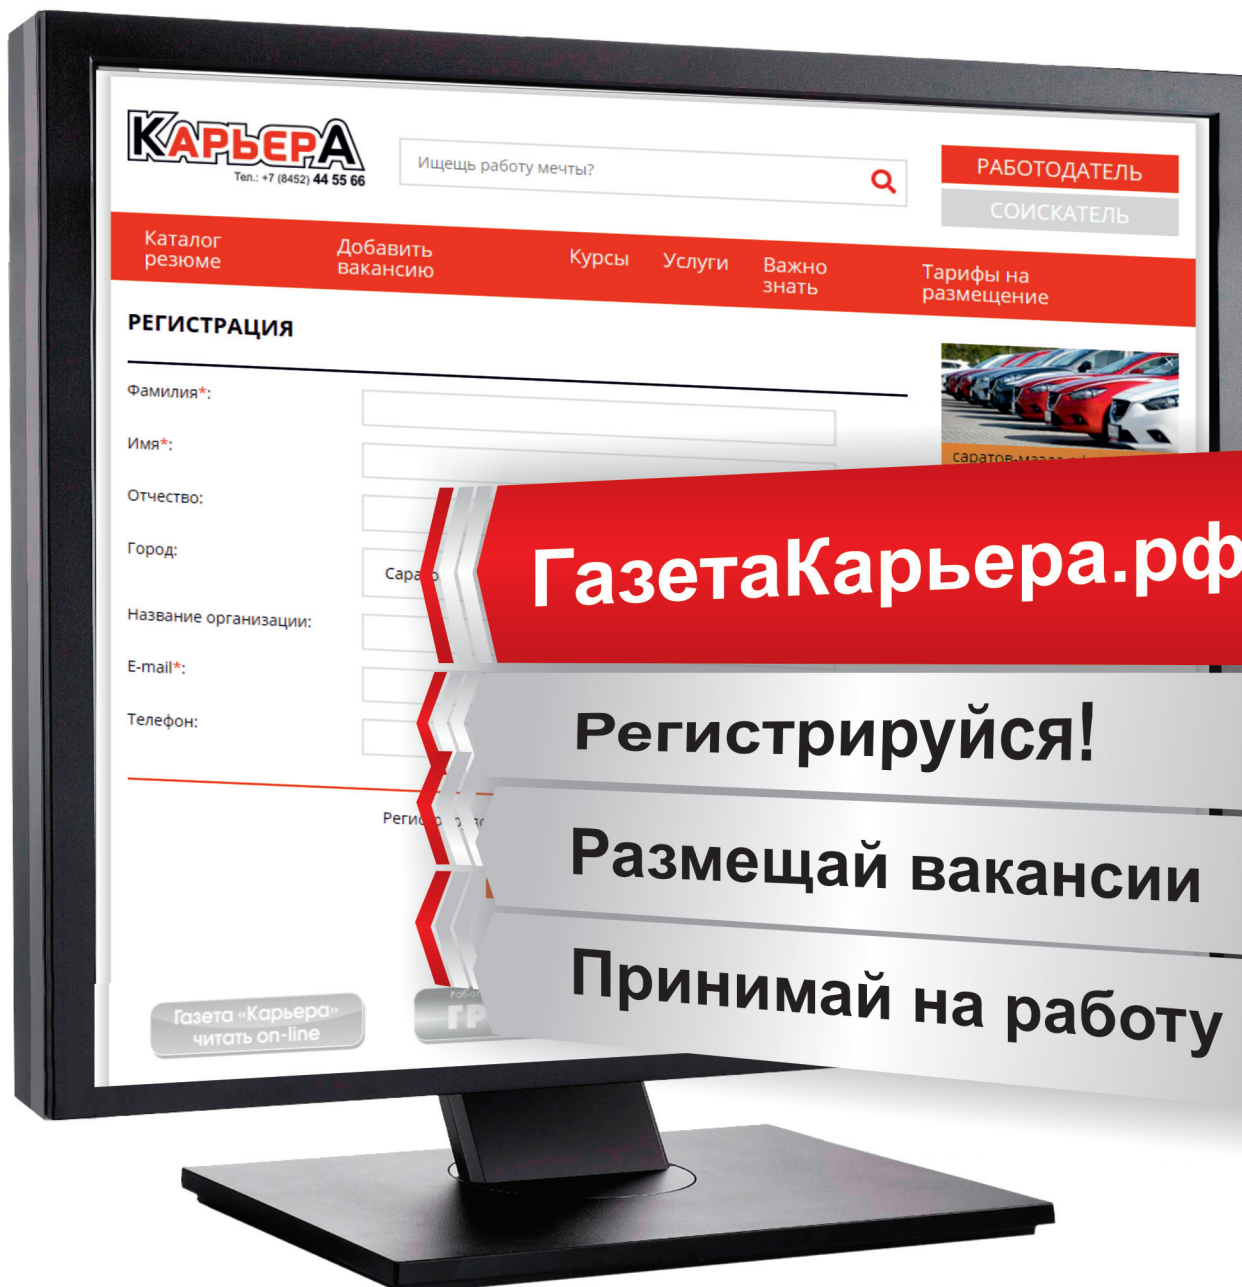 КАРЬЕРА
Тел.: +7 (8452) 44 55 66
Ищещь работу мечты?
РАБОТОДАТЕЛЬ
СОИСКАТЕЛЬ
Каталог
резюме
Добавить
вакансию
Курсы
Услуги
Важно
знать
Тарифы на
размещение
РЕГИСТРАЦИЯ
Фамилия*:
Имя*:
Отчество:
Город:
Название организации:
E-mail*:
Телефон:
ГазетаКарьера.рф
Регистрируйся!
Размещай вакансии
Принимай на работу
Газета «Карьера»
читать on-line